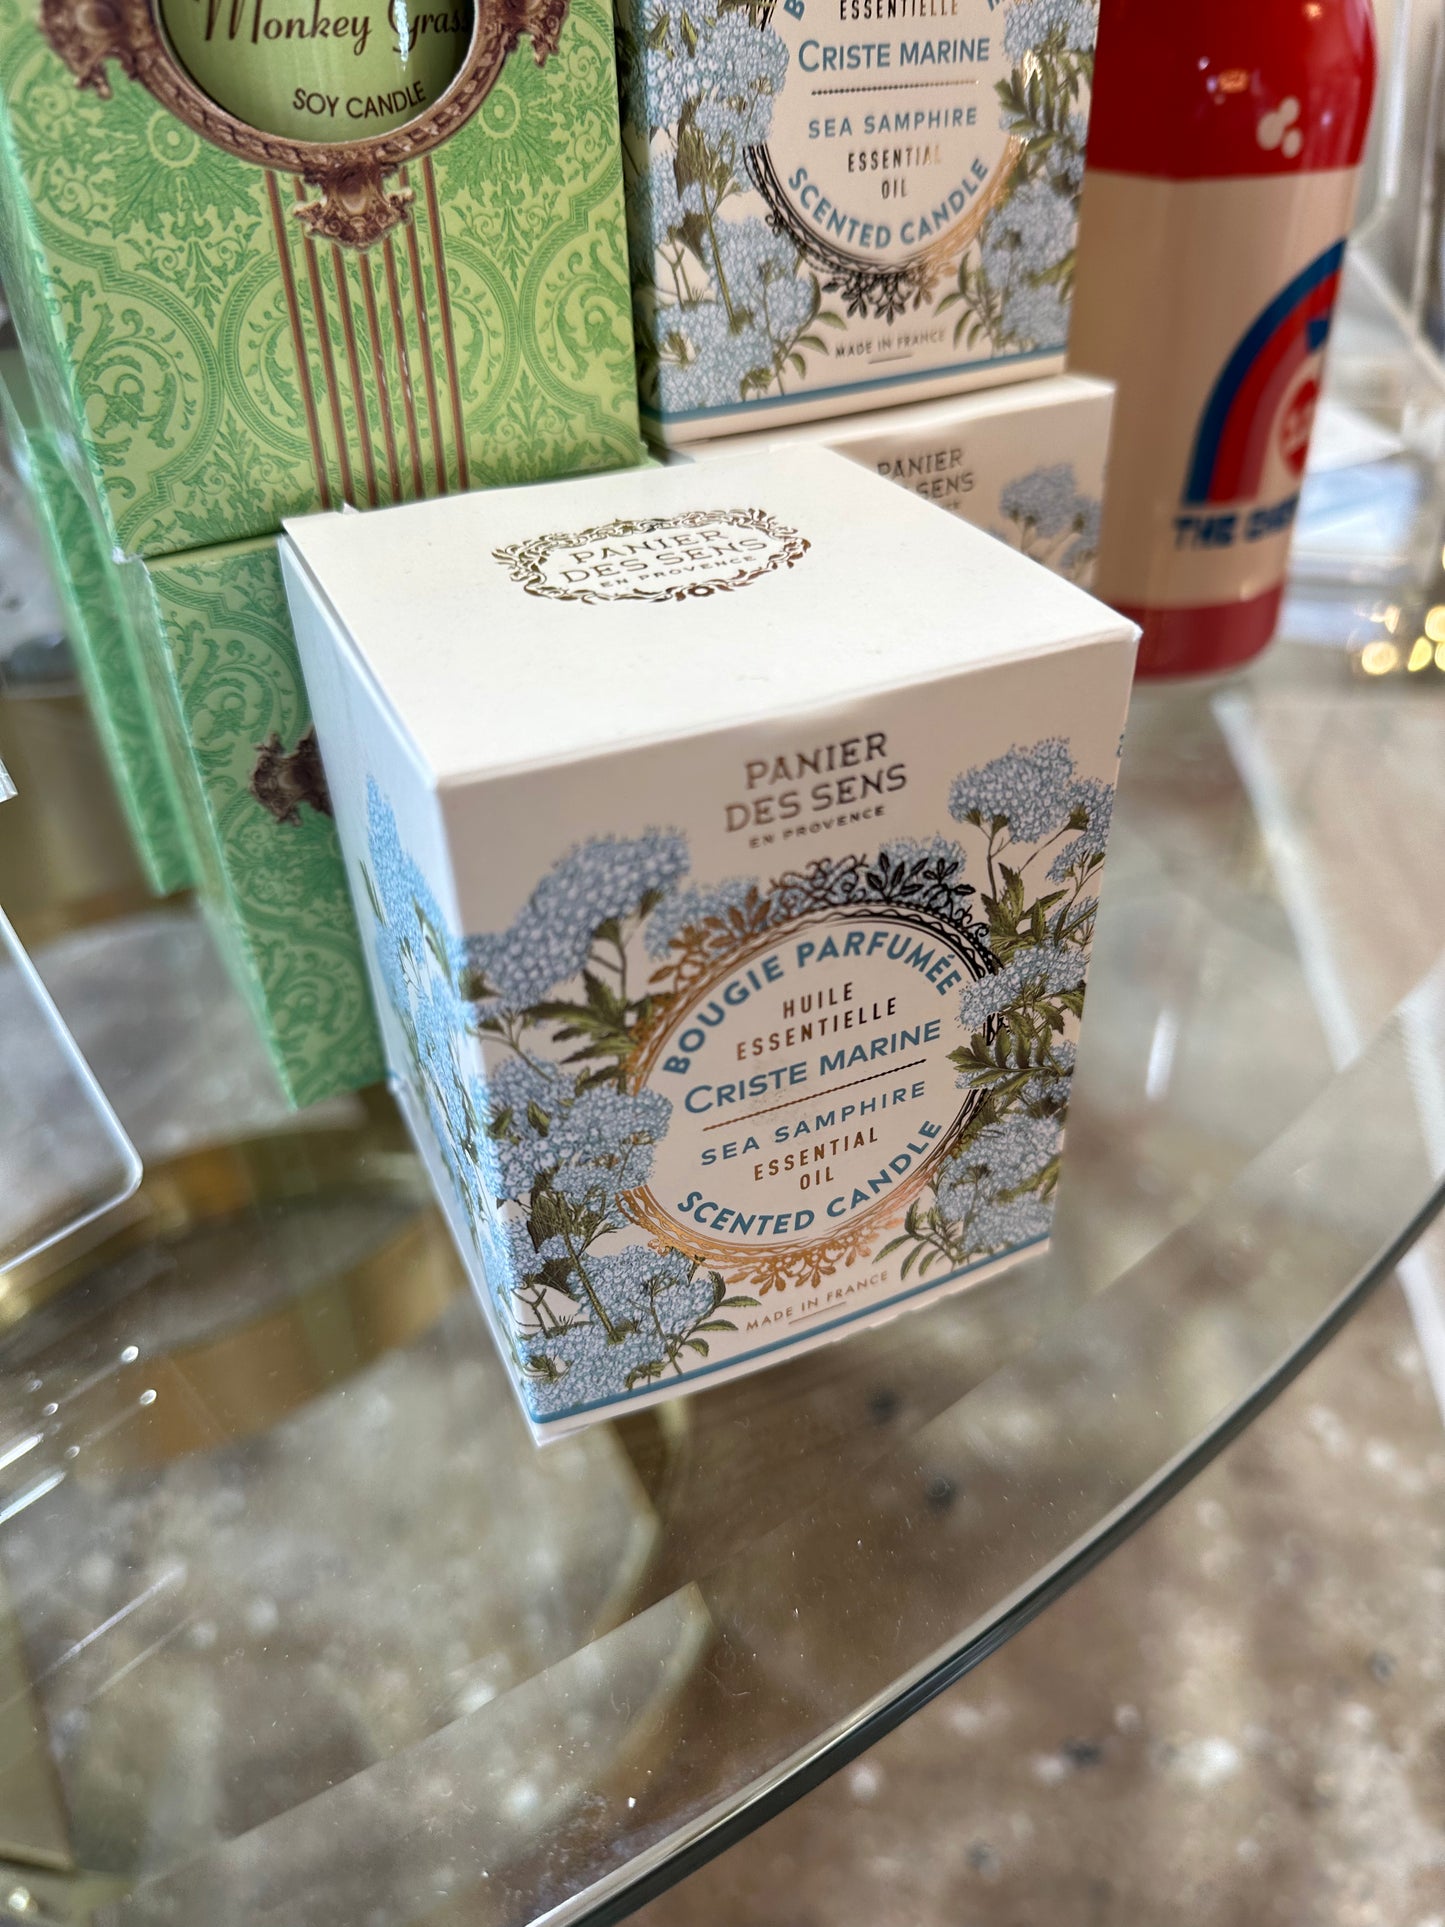 Monkey Grass
SOY CANDLE
ESSENTIELLE
CRISTE MARINE
SEA SAMPHIRE
ESSENTIAL
OIL
SCENTED CANDLE
MADE IN FRANCE
PANIER
SENS
THE
PANIER
DES SENS
EN PROVENCE
PANIER
DES SENS
EN PROVENCE
BOUGIE PARFUMÉE
HUILE
ESSENTIELLE
CRISTE MARINE
SEA SAMPHIRE
ESSENTIAL
OIL
SCENTED CANDLE
MADE IN FRANCE